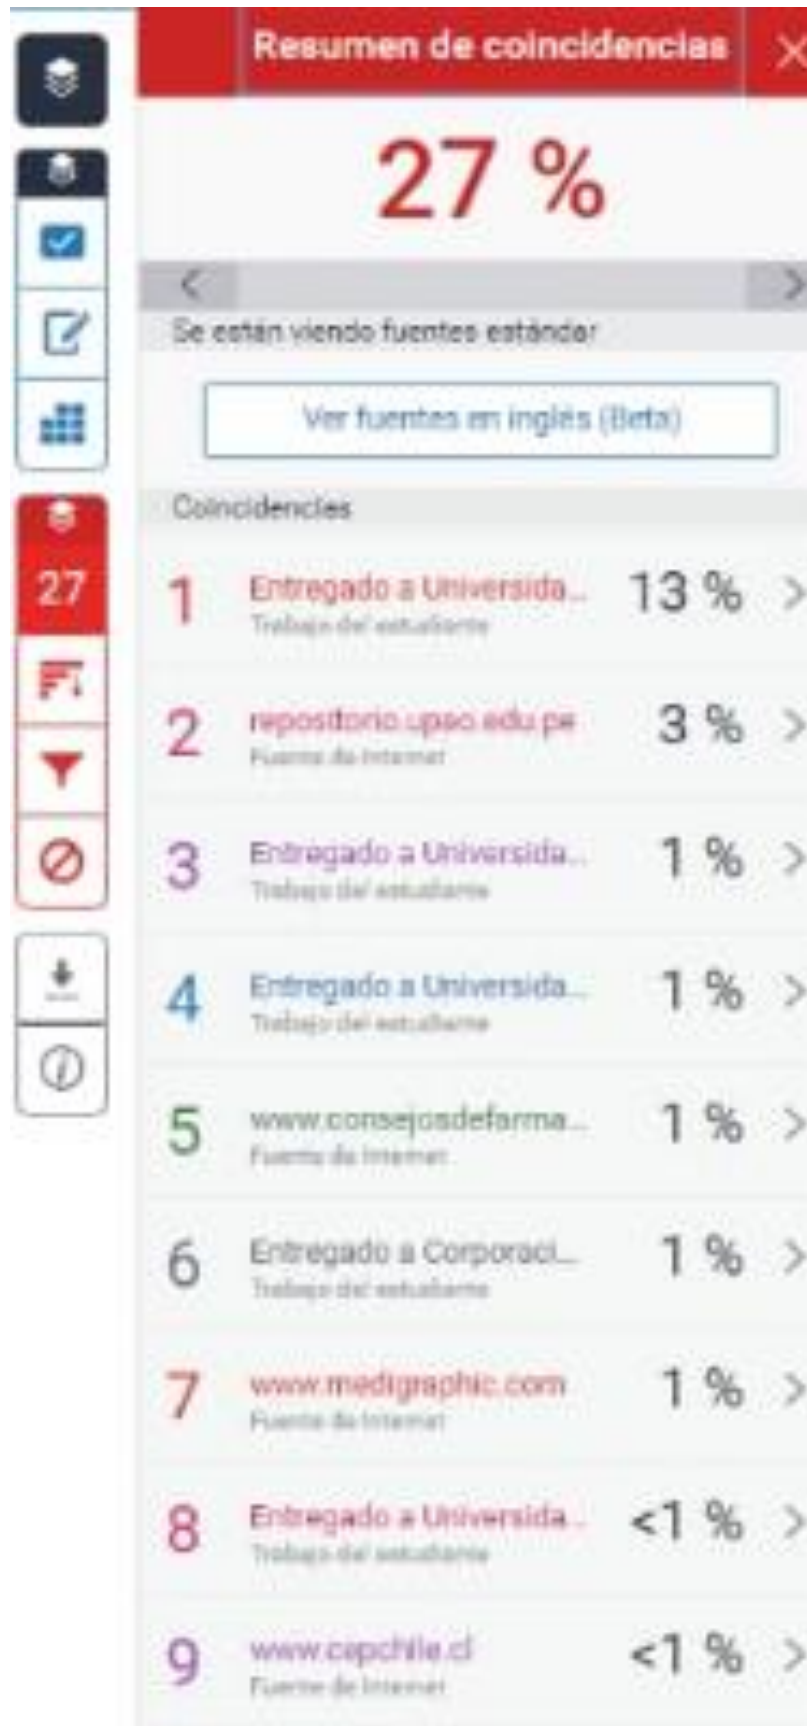 Resumen de coincidencias
27 %
Se están viendo fuentes estándar
Ver fuentes en inglés (Beta)
Coincidencias
27
1 Entregado a Universida... 13 % >
Trabajo del estudiante
2 repositorio.upao.edu.pe 3 % >
Fuente de Internet
3 Entregado a Universida... 1 % >
Trabajo del estudiante
4 Entregado a Universida... 1 % >
Trabajo del estudiante
5 www.consejosdefarma... 1 % >
Fuente de Internet
6 Entregado a Corporaci... 1 % >
Trabajo del estudiante
7 www.medigraphic.com 1 % >
Fuente de Internet
8 Entregado a Universida... <1 % >
Trabajo del estudiante
9 www.cepchile.cl <1 % >
Fuente de Internet